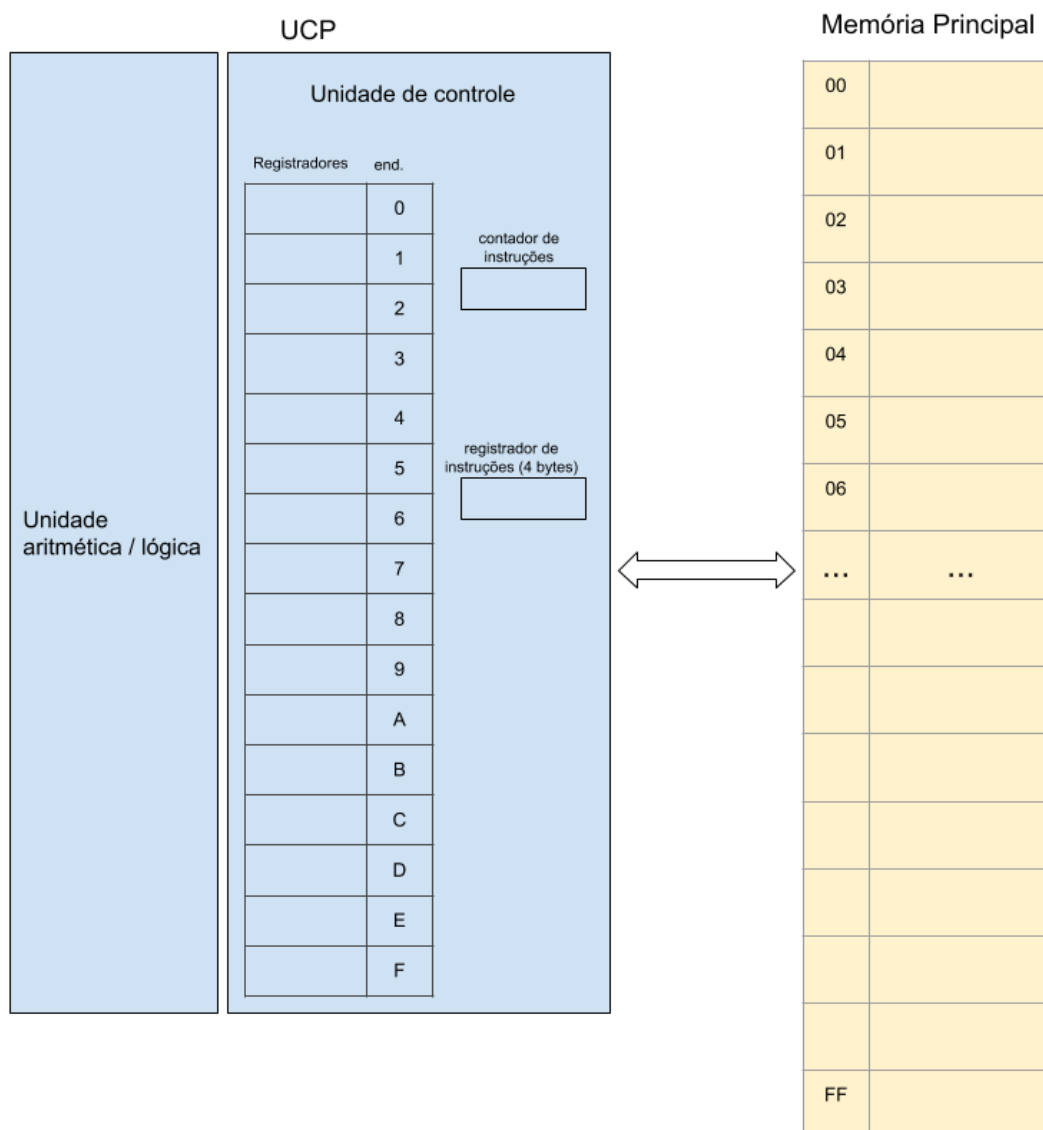 UCP
Memória Principal
Unidade de controle
Registradores end.
0
1
2
3
4
5
6
7
8
9
A
B
C
D
E
F
contador de
instruções
registrador de
instruções (4 bytes)
Unidade
aritmética / lógica
00
01
02
03
04
05
06
... ...
FF